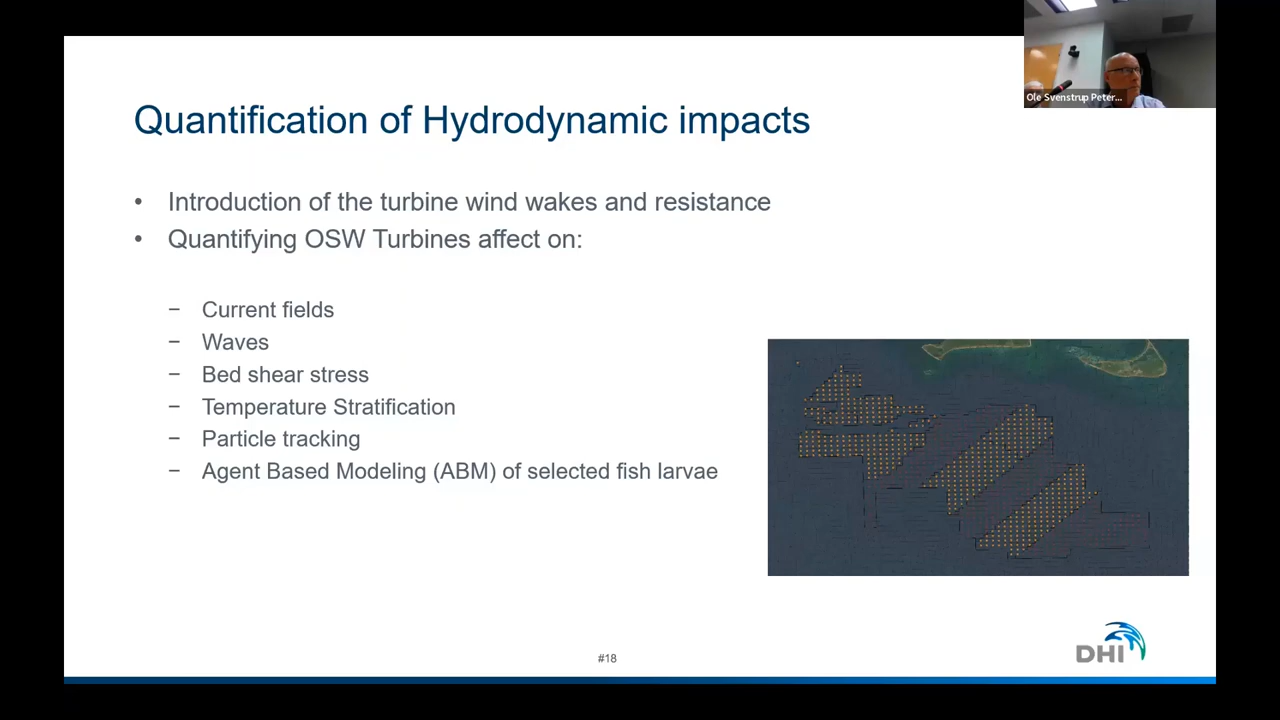 Ole Svenstrup Peter...
Quantification of Hydrodynamic impacts
• Introduction of the turbine wind wakes and resistance
• Quantifying OSW Turbines affect on:
− Current fields
− Waves
− Bed shear stress
− Temperature Stratification
− Particle tracking
− Agent Based Modeling (ABM) of selected fish larvae
#18
DHI